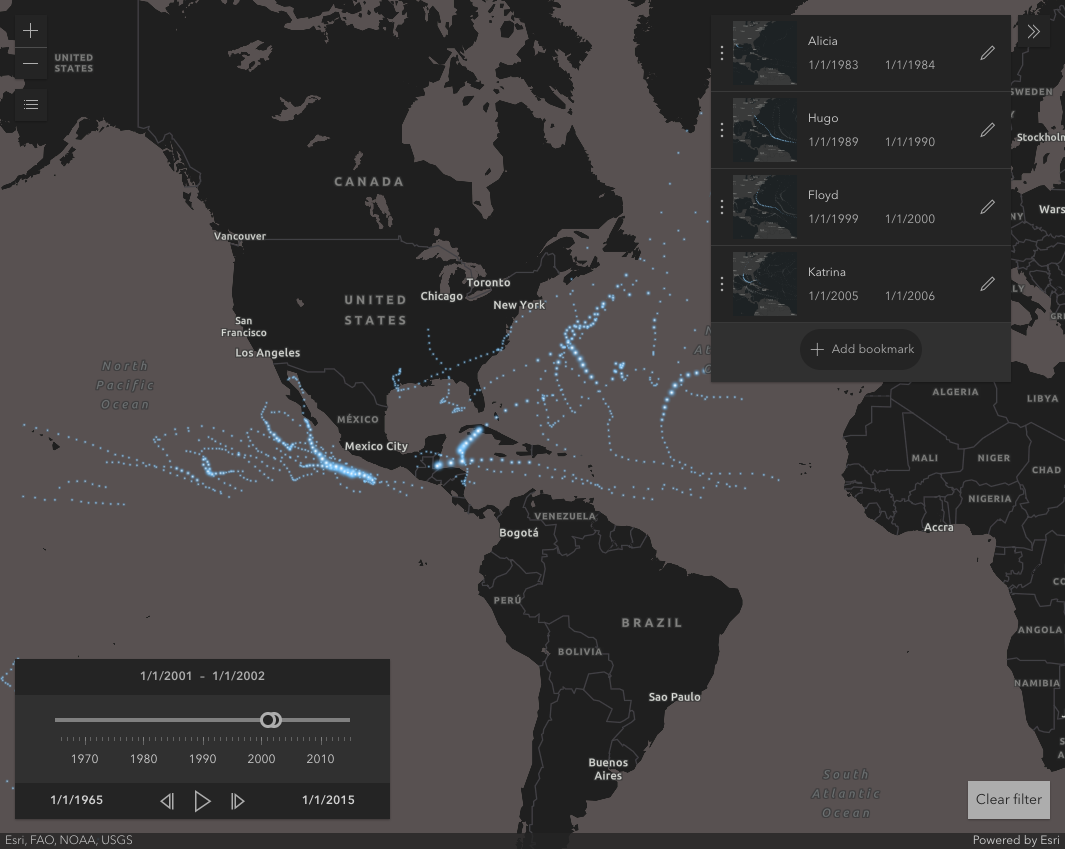 UNITED
STATES
CANADA
Vancouver
Toronto
Chicago
New York
UNITED
STATES
San
Francisco
Los Angeles
North
Pacific
Ocean
MÉXICO
Mexico City
VENEZUELA
Bogotá
PERÚ
BRAZIL
BOLIVIA
Sao Paulo
Buenos
Aires
South
Atlantic
Ocean
SWEDEN
Stockholm
ALGERIA
LIBYA
MALI
NIGER
CHAD
NIGERIA
Accra
ANGOLA
NAMIBIA
Alicia
1/1/1983 1/1/1984
Hugo
1/1/1989 1/1/1990
Floyd
1/1/1999 1/1/2000
Katrina
1/1/2005 1/1/2006
Add bookmark
1/1/2001 – 1/1/2002
1970 1980 1990 2000 2010
1/1/1965 1/1/2015
Clear filter
Esri, FAO, NOAA, USGS
Powered by Esri